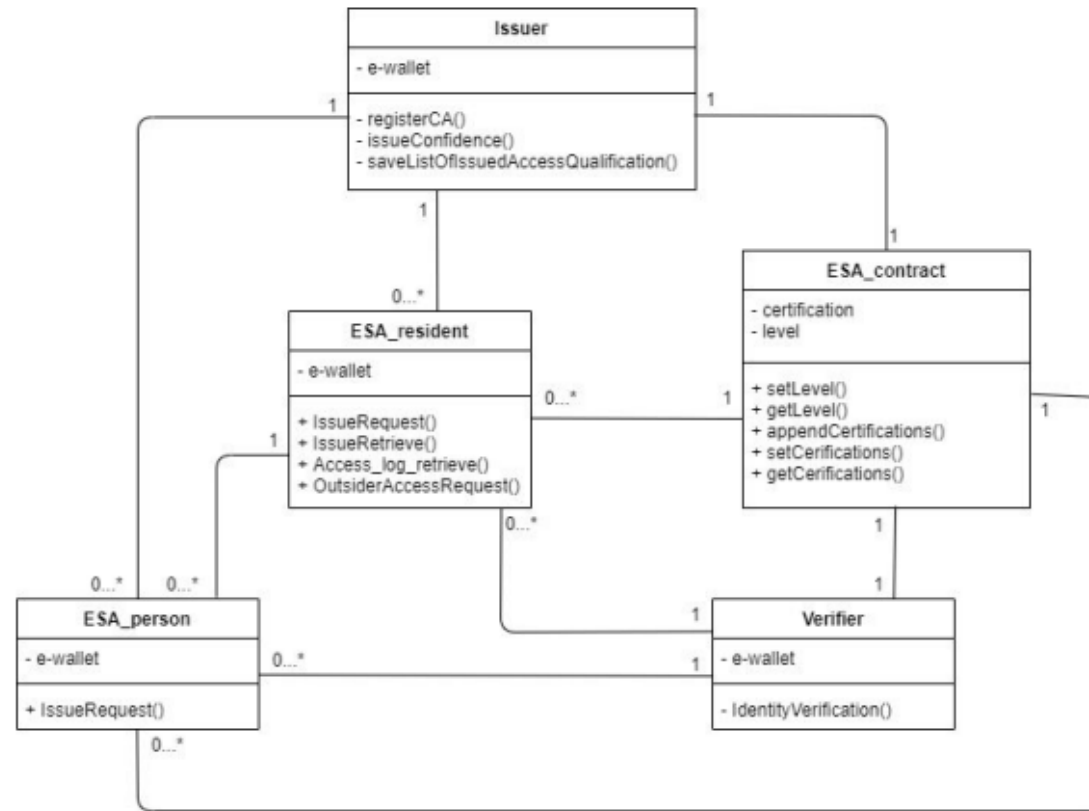 Issuer
- e-wallet
- registerCA()
- issueConfidence()
- saveListOfIssuedAccessQualification()
1
1
1
1
0...*
ESA_resident
- e-wallet
+ IssueRequest()
+ IssueRetrieve()
+ Access_log_retrieve()
+ OutsiderAccessRequest()
ESA_contract
- certification
- level
+ setLevel()
+ getLevel()
+ appendCertifications()
+ setCerifications()
+ getCerifications()
0...*
1
1
1
0...*
1
0...*
0...*
1
ESA_person
- e-wallet
+ IssueRequest()
0...*
1
1
Verifier
- e-wallet
- IdentityVerification()
0...*